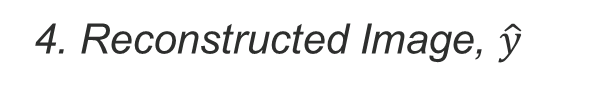 4. Reconstructed Image, ŷ